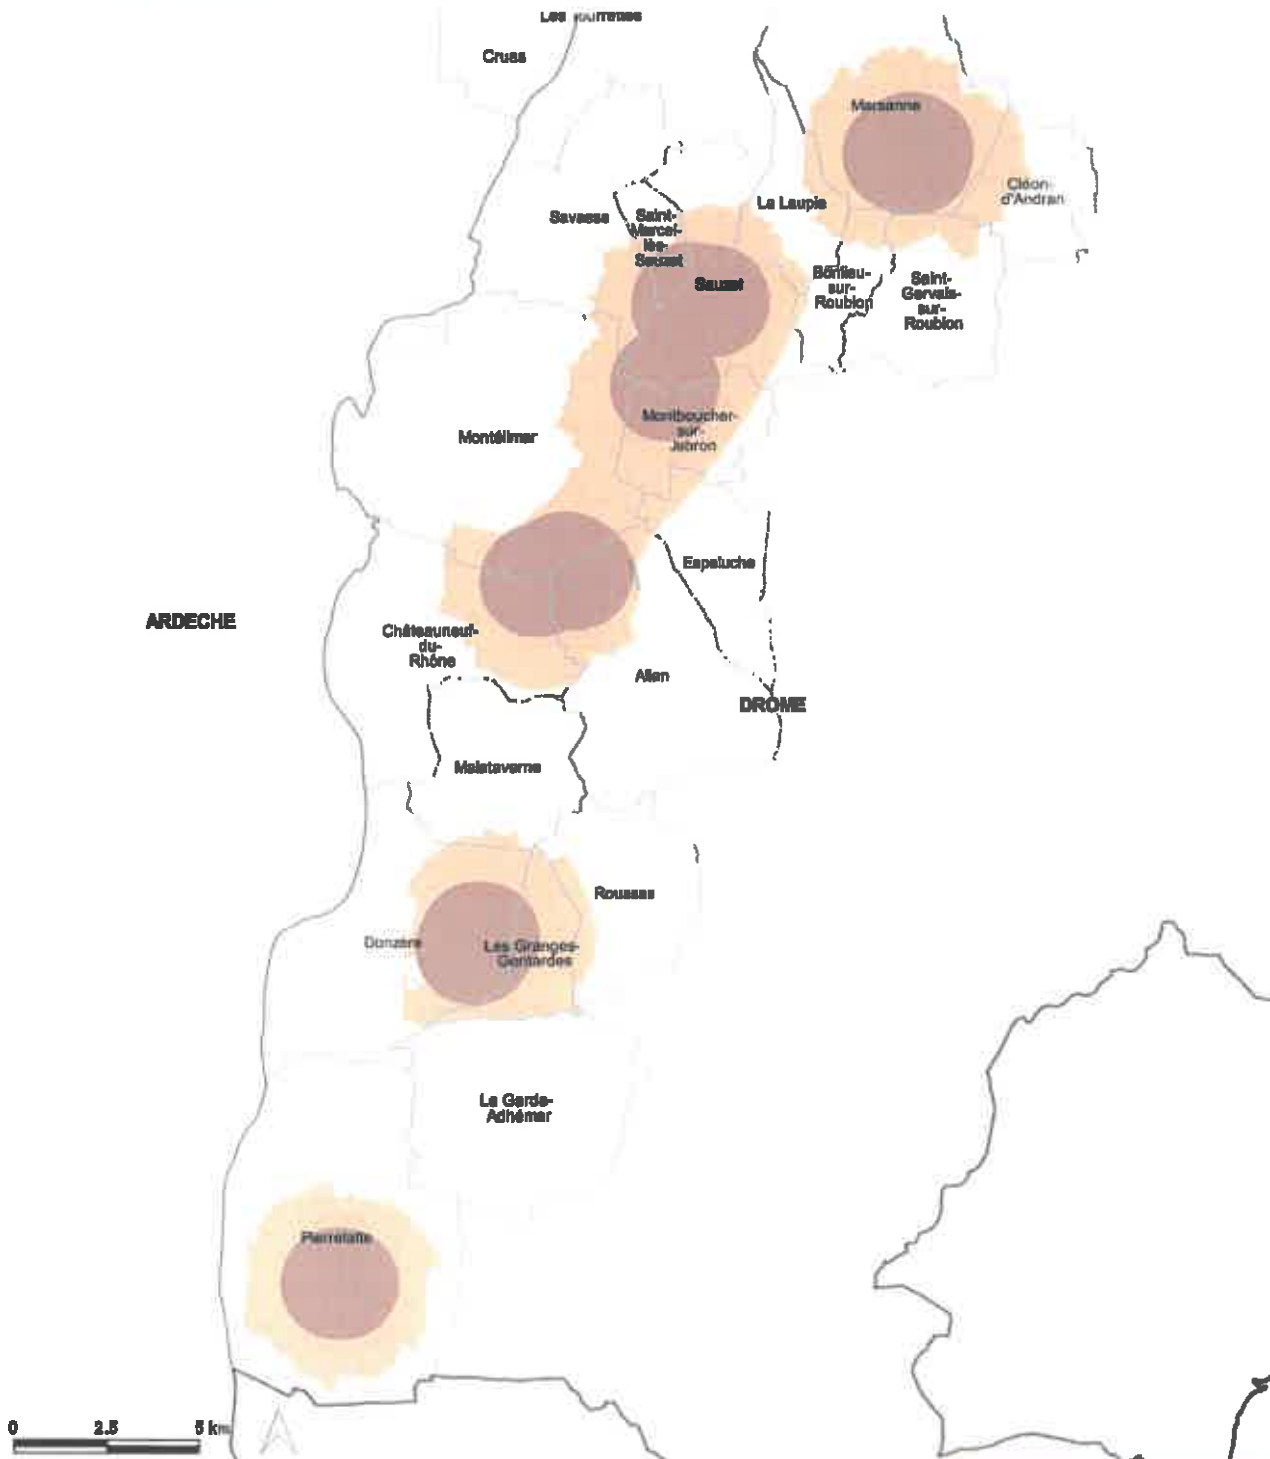 Les Tourrettes
Cruas
Marsanne
Cléon-
d'Andran
La Laupie
Savasse
Saint-
Marcel-
lès-
Sauzet
Sauzet
Bonlieu-
sur-
Roubion
Saint-
Gervais-
sur-
Roubion
Montélimar
Montboucher-
sur-
Jabron
Espeluche
ARDECHE
Châteauneuf-
du-
Rhône
Allan
DROME
Malataverne
Roussas
Donzère
Les Granges-
Gontardes
La Garde-
Adhémar
Pierrelatte
0 2.5 5 km